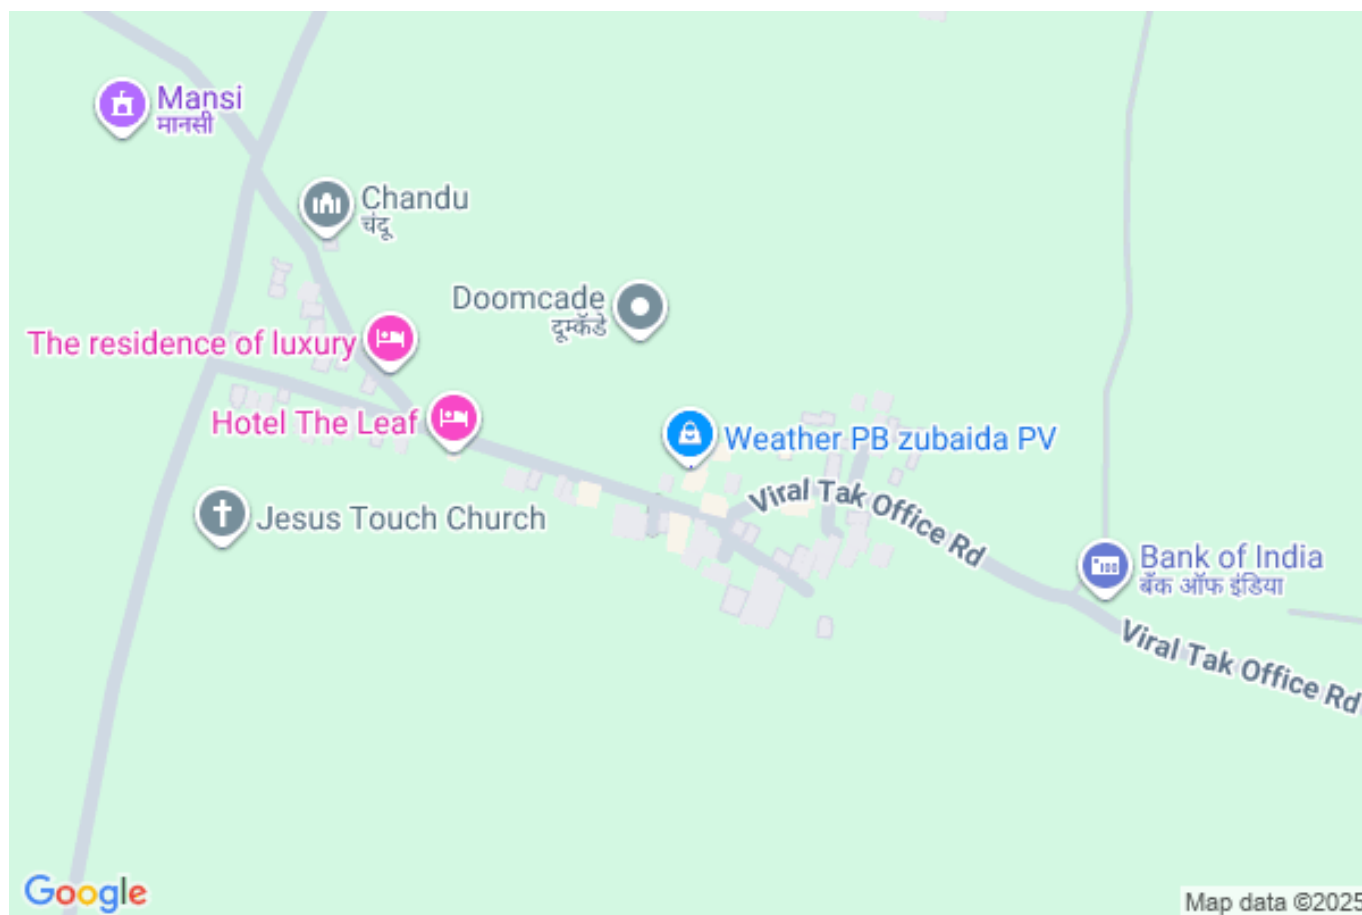 Mansi
मानसी
Chandu
चंदू
Doomcade
दूम्कॅडे
The residence of luxury
Hotel The Leaf
Weather PB zubaida PV
Viral Tak Office Rd
Jesus Touch Church
Bank of India
बँक ऑफ इंडिया
Viral Tak Office Rd
Google
Map data ©2025